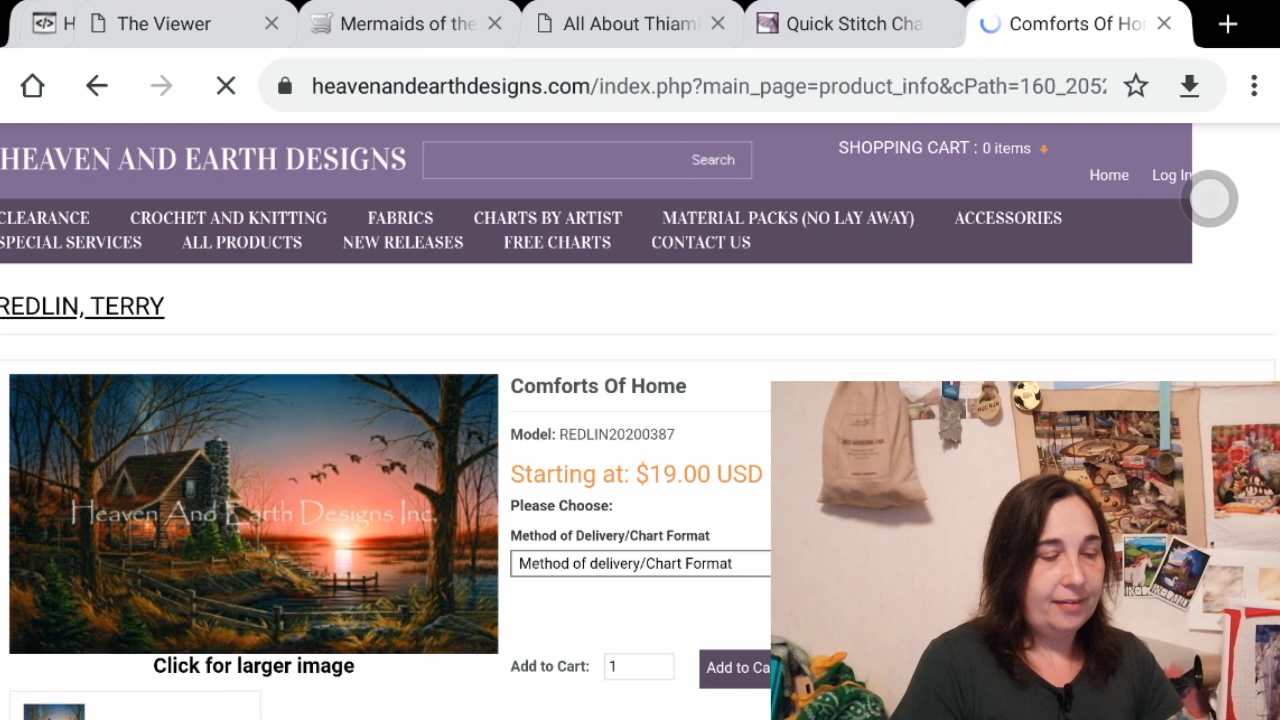 H
The Viewer
Mermaids of the
All About Thiam
Quick Stitch Cha
Comforts Of Ho
heavenandearthdesigns.com/index.php?main_page=product_info&cPath=160_205
HEAVEN AND EARTH DESIGNS
Search
SHOPPING CART : 0 items
Home
Log In
CLEARANCE
CROCHET AND KNITTING
FABRICS
CHARTS BY ARTIST
MATERIAL PACKS (NO LAY AWAY)
ACCESSORIES
SPECIAL SERVICES
ALL PRODUCTS
NEW RELEASES
FREE CHARTS
CONTACT US
REDLIN, TERRY
Heaven And Earth Designs Inc.
Click for larger image
Comforts Of Home
Model: REDLIN20200387
Starting at: $19.00 USD
Please Choose:
Method of Delivery/Chart Format
Method of delivery/Chart Format
Add to Cart:
1
Add to Ca
IRELAND